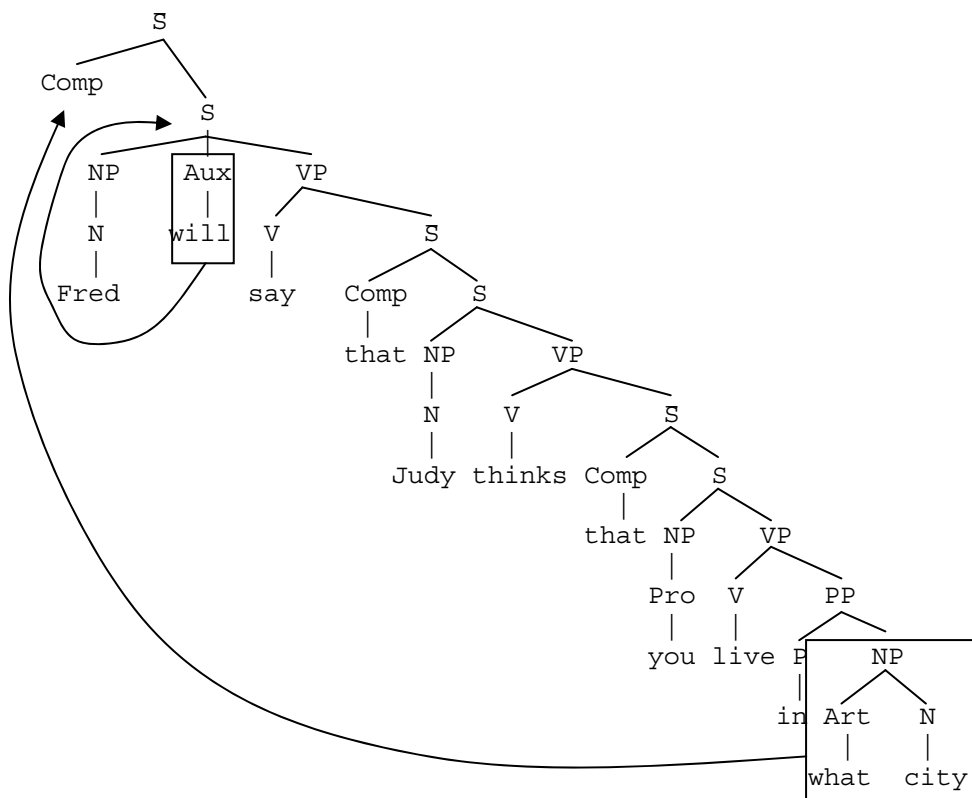 S
Comp
S
NP Aux VP
N will V S
Fred say Comp S
that NP VP
N V S
Judy thinks Comp S
that NP VP
Pro V PP
you live P NP
in Art N
what city